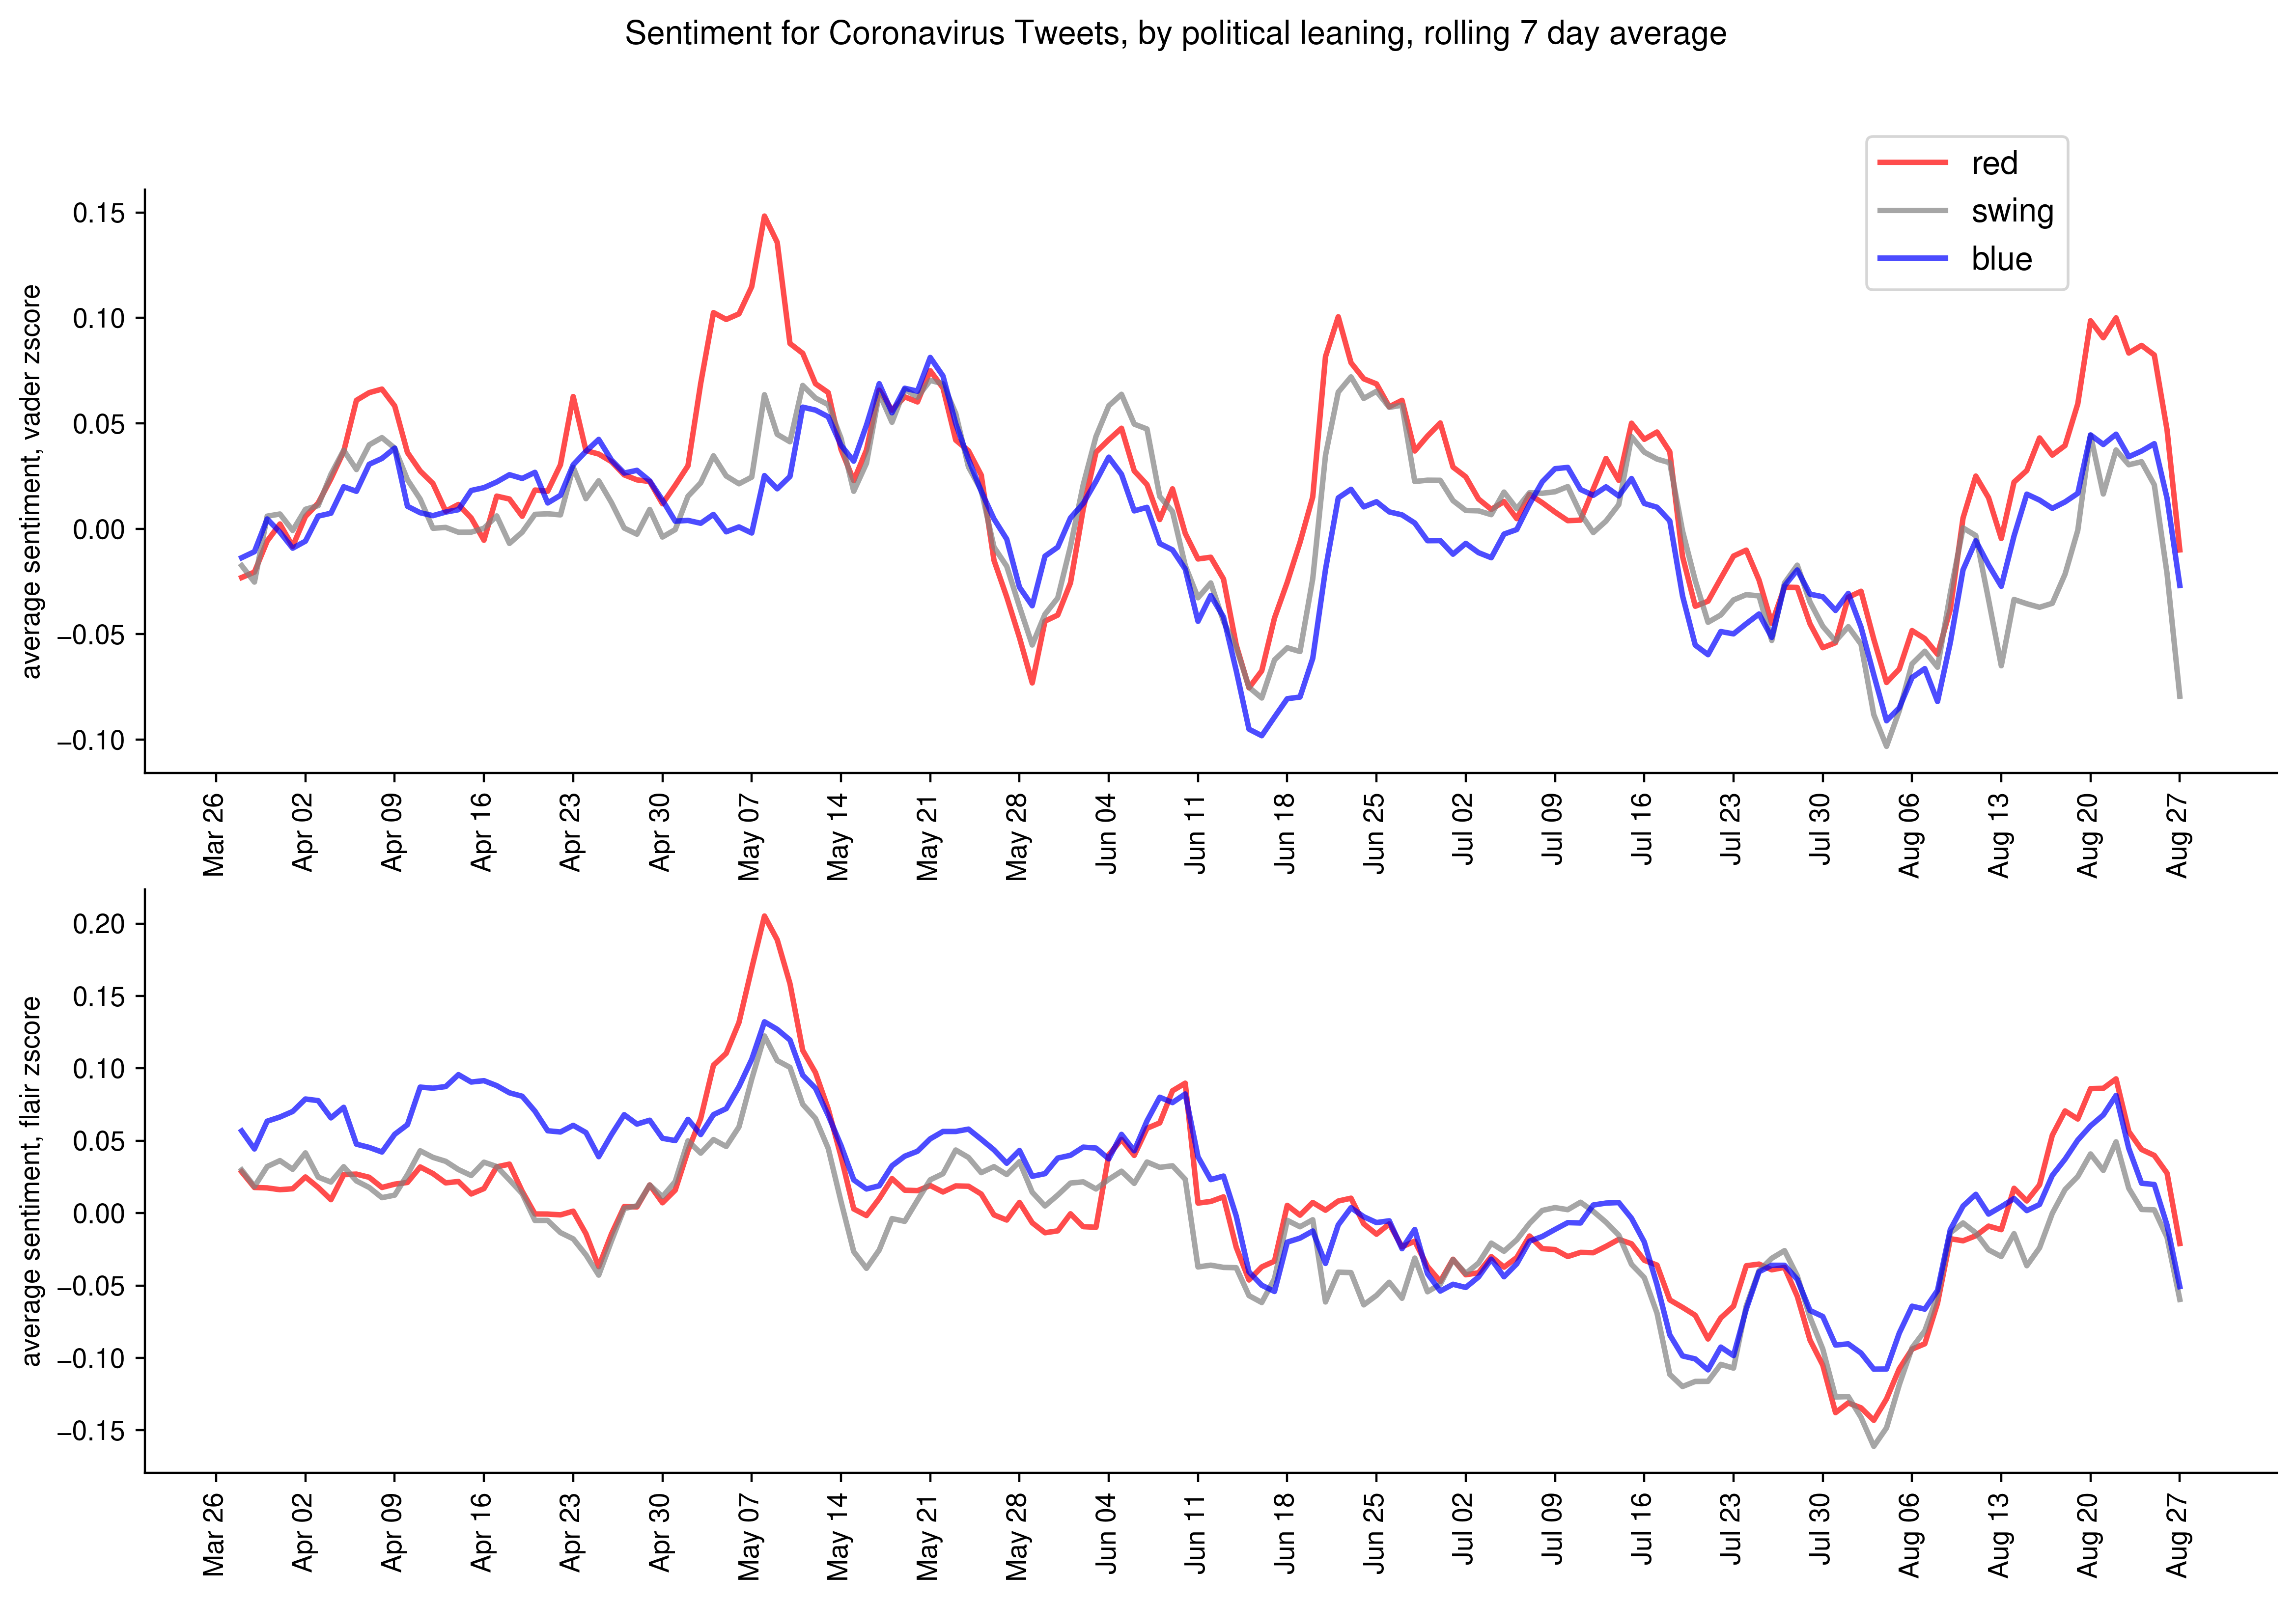 Sentiment for Coronavirus Tweets, by political leaning, rolling 7 day average
red
swing
blue
average sentiment, vader zscore
0.15
0.10
0.05
0.00
−0.05
−0.10
Mar 26
Apr 02
Apr 09
Apr 16
Apr 23
Apr 30
May 07
May 14
May 21
May 28
Jun 04
Jun 11
Jun 18
Jun 25
Jul 02
Jul 09
Jul 16
Jul 23
Jul 30
Aug 06
Aug 13
Aug 20
Aug 27
average sentiment, flair zscore
0.20
0.15
0.10
0.05
0.00
−0.05
−0.10
−0.15
Mar 26
Apr 02
Apr 09
Apr 16
Apr 23
Apr 30
May 07
May 14
May 21
May 28
Jun 04
Jun 11
Jun 18
Jun 25
Jul 02
Jul 09
Jul 16
Jul 23
Jul 30
Aug 06
Aug 13
Aug 20
Aug 27